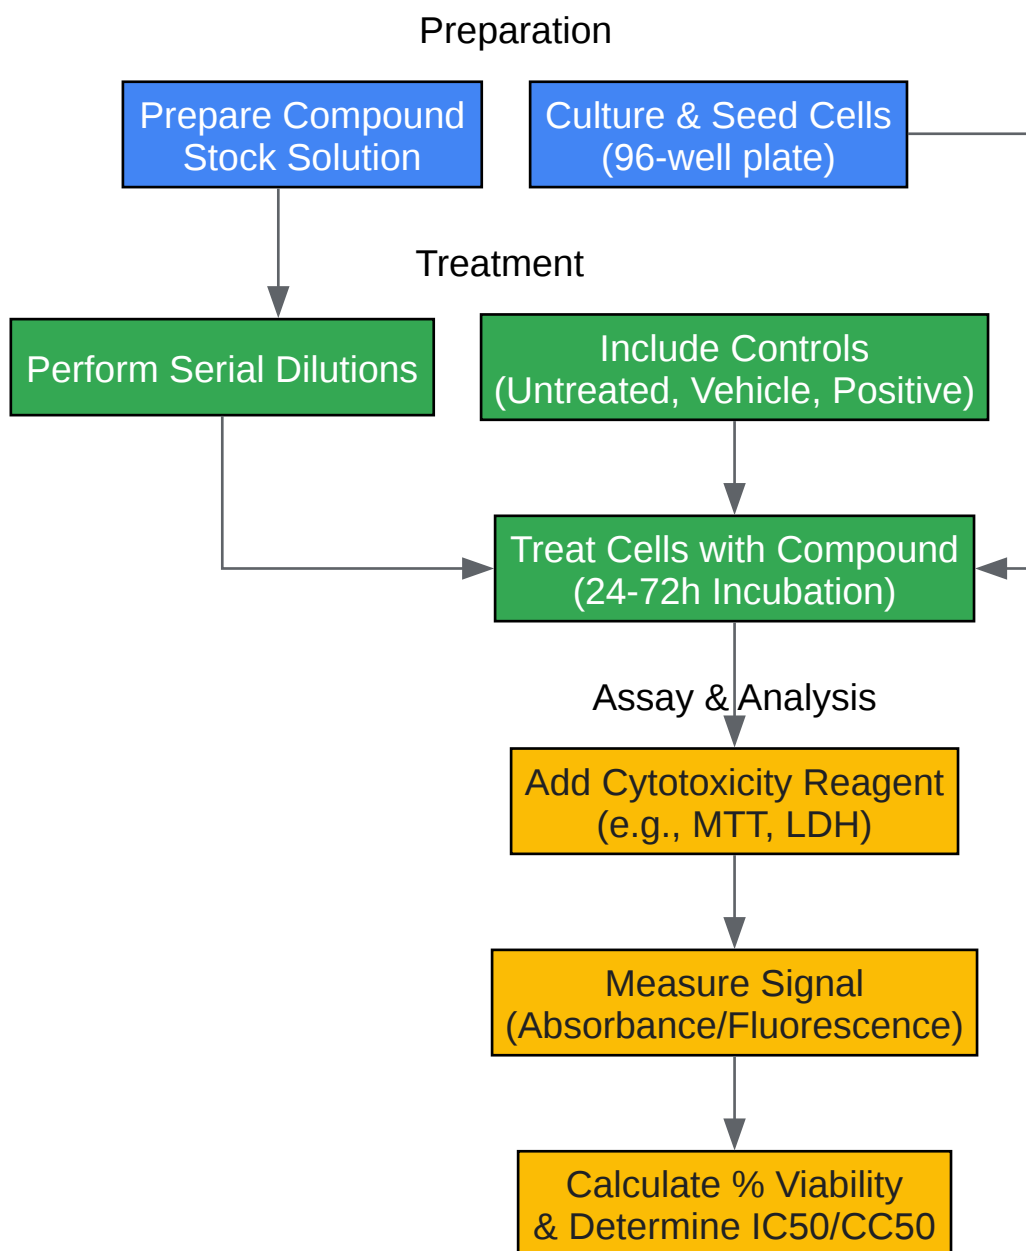 Preparation
Prepare Compound
Stock Solution
Culture & Seed Cells
(96-well plate)
Treatment
Perform Serial Dilutions
Include Controls
(Untreated, Vehicle, Positive)
Treat Cells with Compound
(24-72h Incubation)
Assay & Analysis
Add Cytotoxicity Reagent
(e.g., MTT, LDH)
Measure Signal
(Absorbance/Fluorescence)
Calculate % Viability
& Determine IC50/CC50